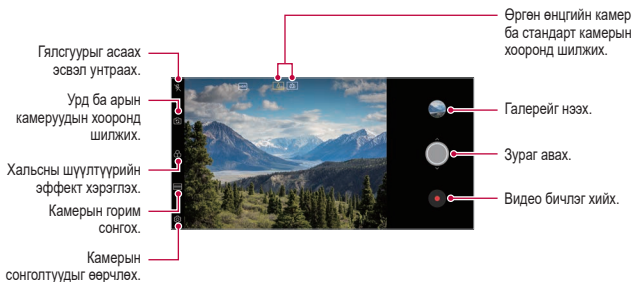 Гялсгуурыг асаах
эсвэл унтраах.
Урд ба арын
камеруудын хооронд
шилжих.
Хальсны шүүлтүүрийн
эффект хэрэглэх.
Камерын горим
сонгох.
Камерын
сонголтуудыг өөрчлөх.
Өргөн өнцгийн камер
ба стандарт камерын
хооронд шилжих.
Галерейг нээх.
Зураг авах.
Видео бичлэг хийх.